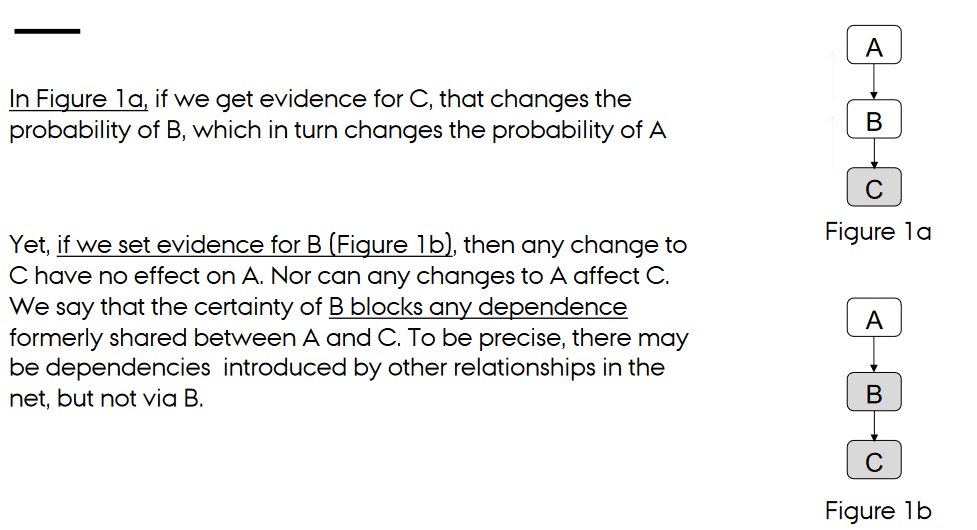 In Figure 1a, if we get evidence for C, that changes the
probability of B, which in turn changes the probability of A
Yet, if we set evidence for B (Figure 1b), then any change to
C have no effect on A. Nor can any changes to A affect C.
We say that the certainty of B blocks any dependence
formerly shared between A and C. To be precise, there may
be dependencies introduced by other relationships in the
net, but not via B.
A
B
C
Figure 1a
A
B
C
Figure 1b